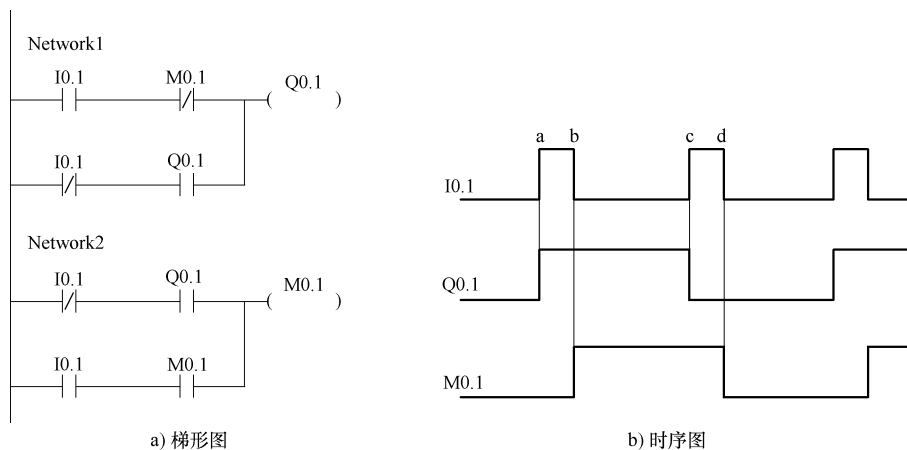 Network1
I0.1 M0.1 Q0.1
I0.1 Q0.1
Network2
I0.1 Q0.1 M0.1
I0.1 M0.1
a) 梯形图
a b c d
I0.1
Q0.1
M0.1
b) 时序图